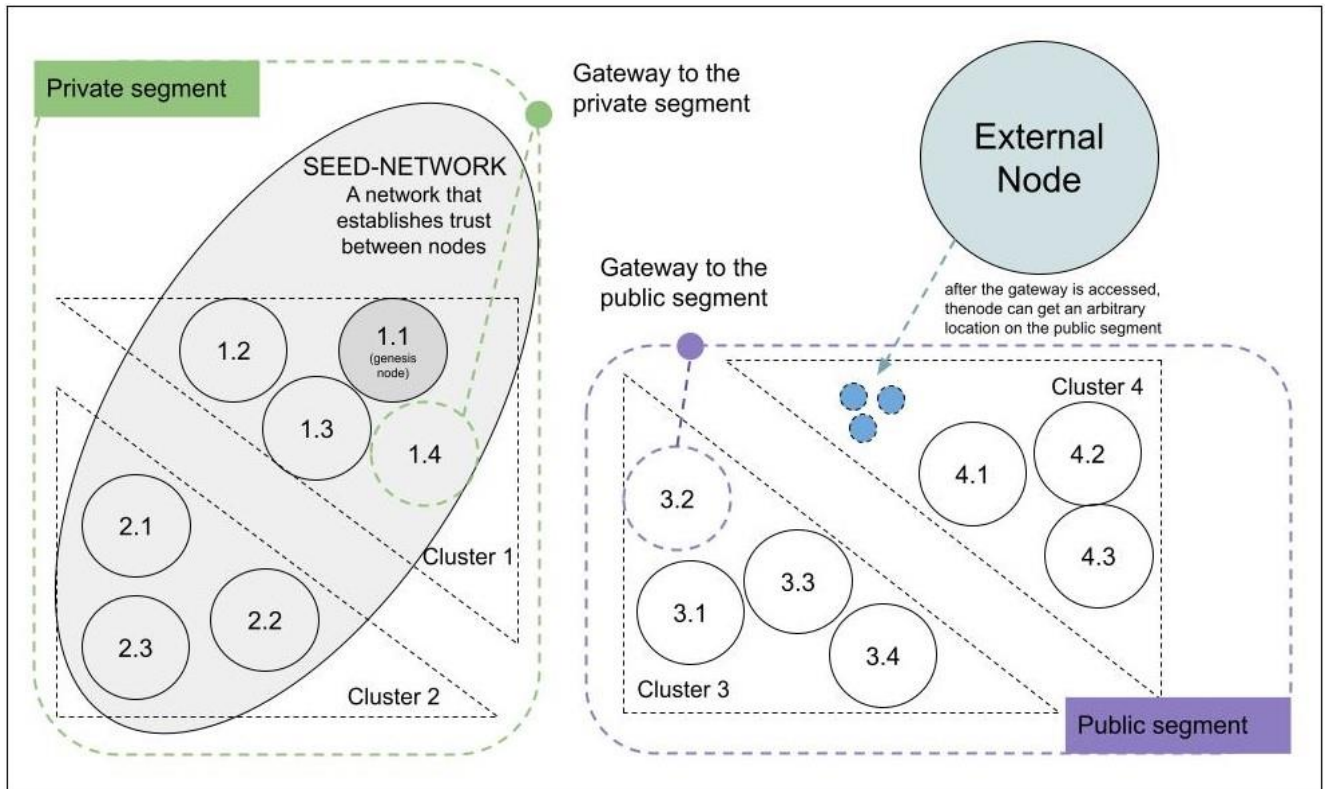 Private segment
Gateway to the
private segment
SEED-NETWORK
A network that
establishes trust
between nodes
External
Node
Gateway to the
public segment
after the gateway is accessed,
thenode can get an arbitrary
location on the public segment
1.2
1.1
(genesis
node)
1.3
1.4
2.1
2.2
2.3
Cluster 1
Cluster 2
Cluster 4
4.1
4.2
4.3
3.2
3.3
3.1
3.4
Cluster 3
Public segment